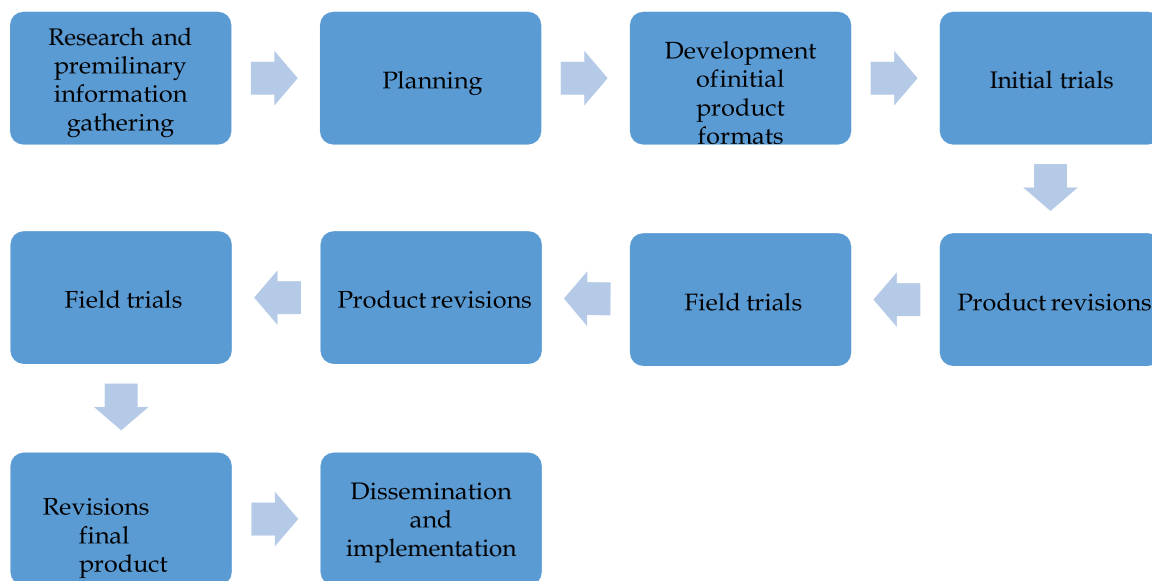 Research and
premilinary
information
gathering
Planning
Development
ofinitial
product
formats
Initial trials
Product revisions
Field trials
Product revisions
Field trials
Revisions
final
product
Dissemination
and
implementation